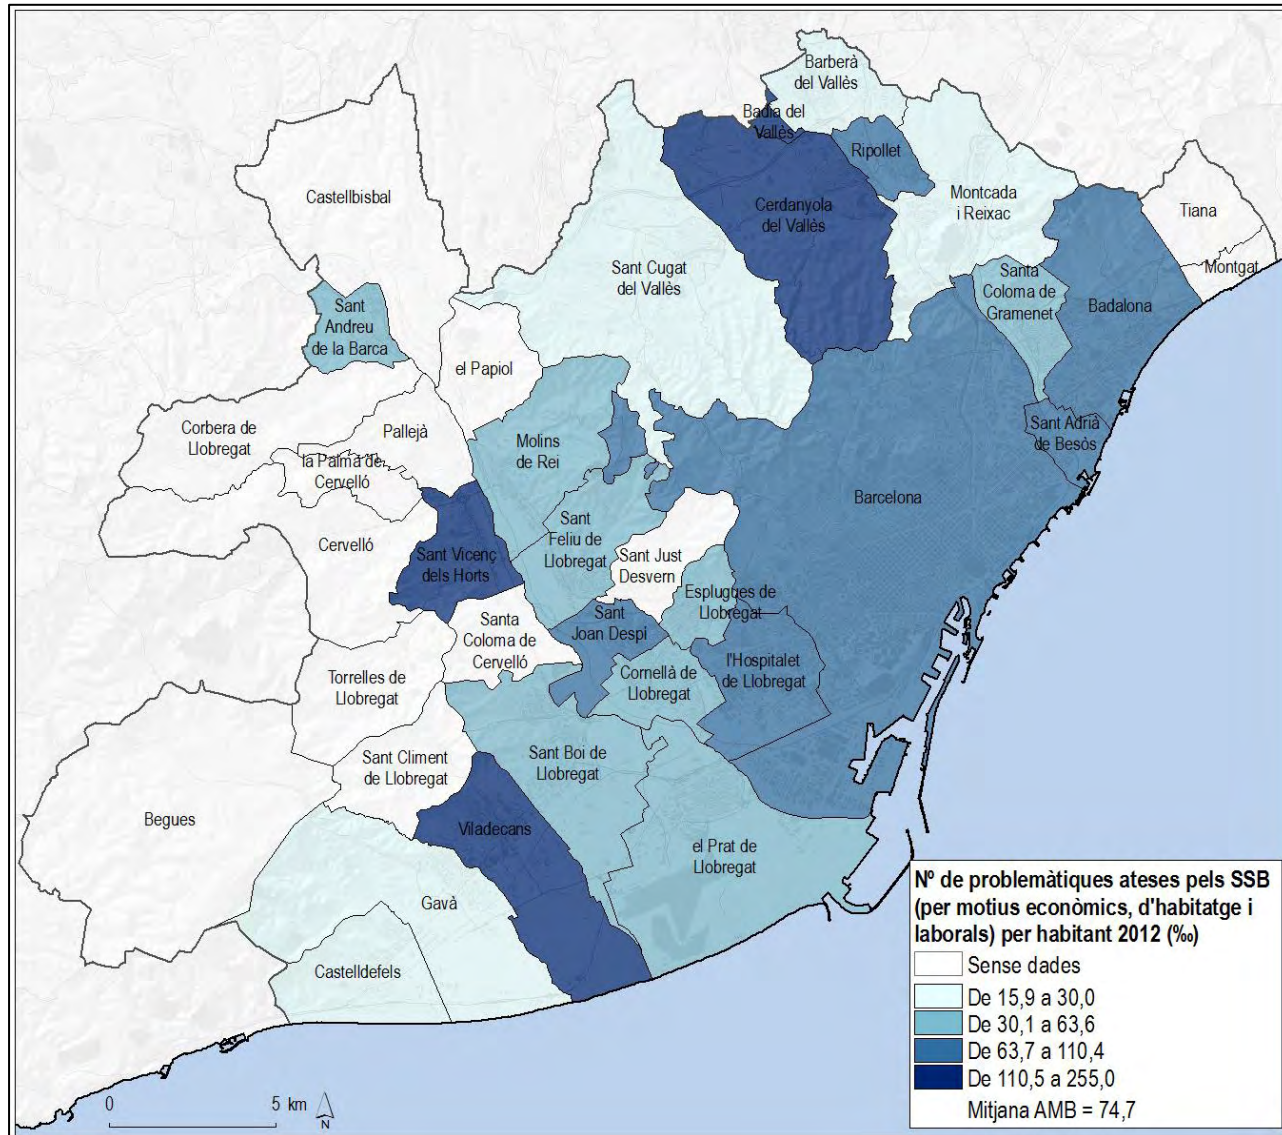 Barberà
del Vallès
Badia del
Vallès
Ripollet
Castellbisbal
Cerdanyola
del Vallès
Montcada
i Reixac
Tiana
Montgat
Sant Cugat
del Vallès
Santa
Coloma de
Gramenet
Badalona
Sant
Andreu
de la Barca
el Papiol
Corbera de
Llobregat
Pallejà
Molins
de Rei
Sant Adrià
de Besòs
la Palma de
Cervelló
Barcelona
Cervelló
Sant Vicenç
dels Horts
Sant
Feliu de
Llobregat
Sant Just
Desvern
Esplugues de
Llobregat
Santa
Coloma de
Cervelló
Sant
Joan Despí
l'Hospitalet
de Llobregat
Cornellà de
Llobregat
Torrelles de
Llobregat
Sant Climent
de Llobregat
Sant Boi de
Llobregat
Begues
Viladecans
el Prat de
Llobregat
Gavà
Castelldefels
Nº de problemàtiques ateses pels SSB
(per motius econòmics, d'habitatge i
laborals) per habitant 2012 (‰)
Sense dades
De 15,9 a 30,0
De 30,1 a 63,6
De 63,7 a 110,4
De 110,5 a 255,0
Mitjana AMB = 74,7
0 5 km
N